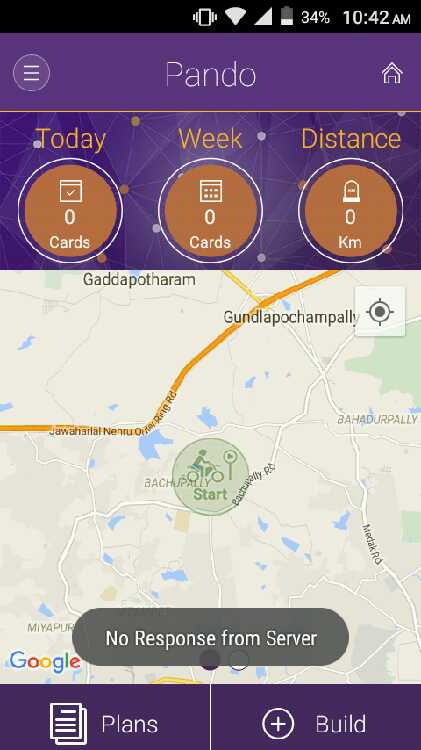 34% 10:42 AM
Pando
Today Week Distance
0 0 0
Cards Cards Km
Gaddapotharam
Gundlapochampally
BAHADURPALLY
Jawaharlal Nehru Outer Ring Rd
BACHUPALLY
Start
Bachupally Rd
Medak Rd
MIYAPUR
No Response from Server
Google
Plans Build